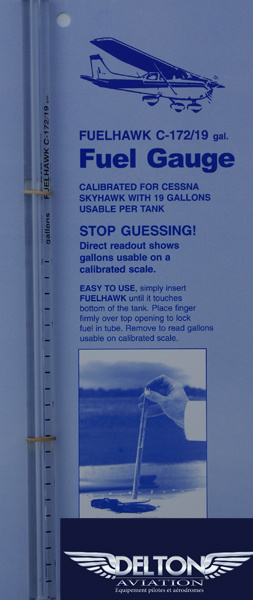 FUELHAWK C-172/19 gal.
gallons
FUELHAWK C-172/19 gal.
Fuel Gauge
CALIBRATED FOR CESSNA
SKYHAWK WITH 19 GALLONS
USABLE PER TANK
STOP GUESSING!
Direct readout shows
gallons usable on a
calibrated scale.
EASY TO USE, simply insert
FUELHAWK until it touches
bottom of the tank. Place finger
firmly over top opening to lock
fuel in tube. Remove to read gallons
usable on calibrated scale.
DELTON
AVIATION
Equipement pilotes et aérodromes